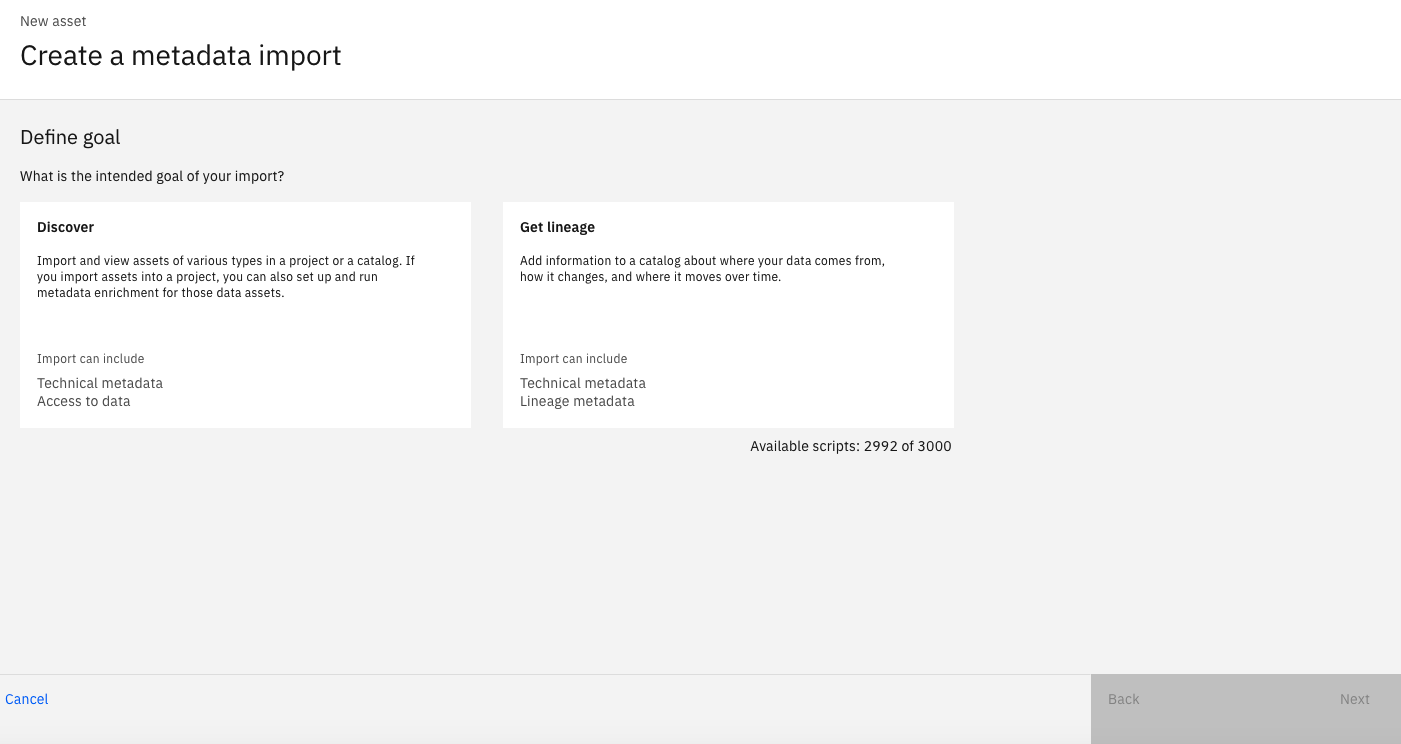 New asset
Create a metadata import
Define goal
What is the intended goal of your import?
Discover
Import and view assets of various types in a project or a catalog. If
you import assets into a project, you can also set up and run
metadata enrichment for those data assets.
Import can include
Technical metadata
Access to data
Get lineage
Add information to a catalog about where your data comes from,
how it changes, and where it moves over time.
Import can include
Technical metadata
Lineage metadata
Available scripts: 2992 of 3000
Cancel
Back
Next